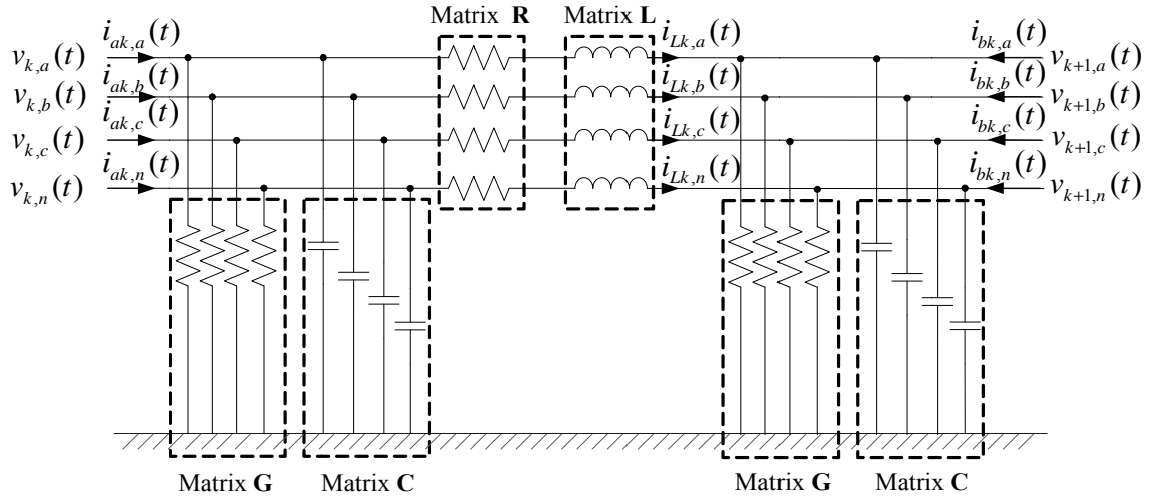 Matrix R Matrix L
i_{ak,a}(t) i_{Lk,a}(t) i_{bk,a}(t)
v_{k,a}(t) v_{k+1,a}(t)
i_{ak,b}(t) i_{Lk,b}(t) i_{bk,b}(t)
v_{k,b}(t) v_{k+1,b}(t)
i_{ak,c}(t) i_{Lk,c}(t) i_{bk,c}(t)
v_{k,c}(t) v_{k+1,c}(t)
i_{ak,n}(t) i_{Lk,n}(t) i_{bk,n}(t)
v_{k,n}(t) v_{k+1,n}(t)
Matrix G Matrix C Matrix G Matrix C